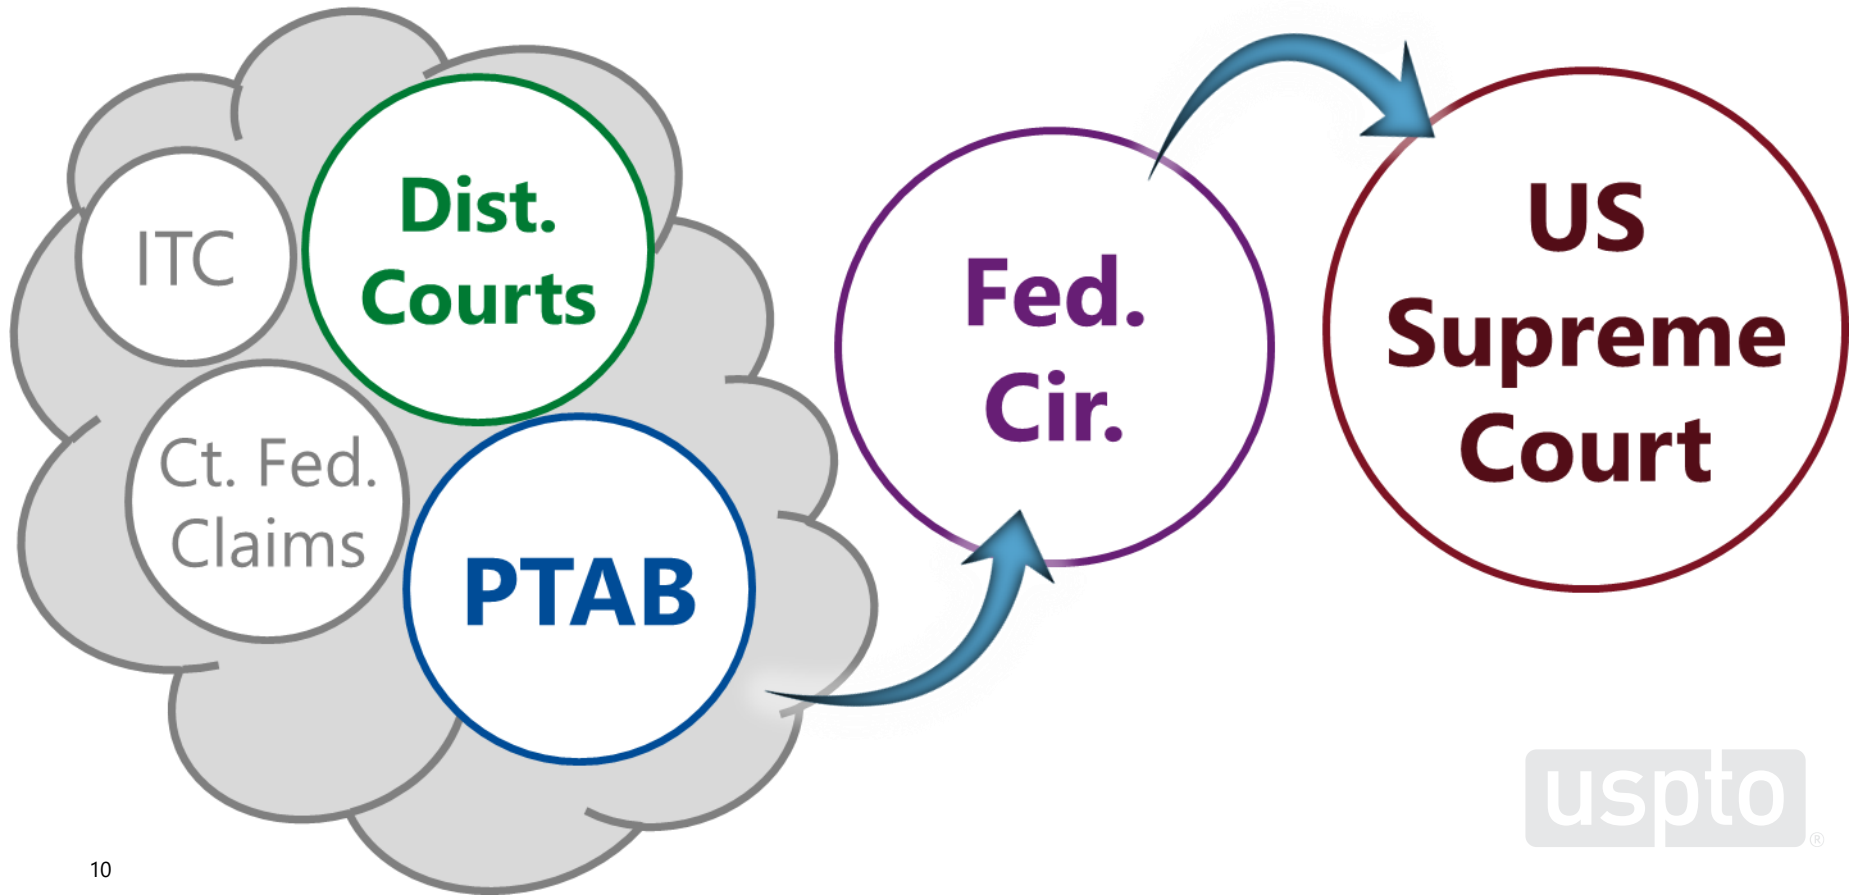 ITC
Dist.
Courts
Ct. Fed.
Claims
PTAB
Fed.
Cir.
US
Supreme
Court
uspto
®
10